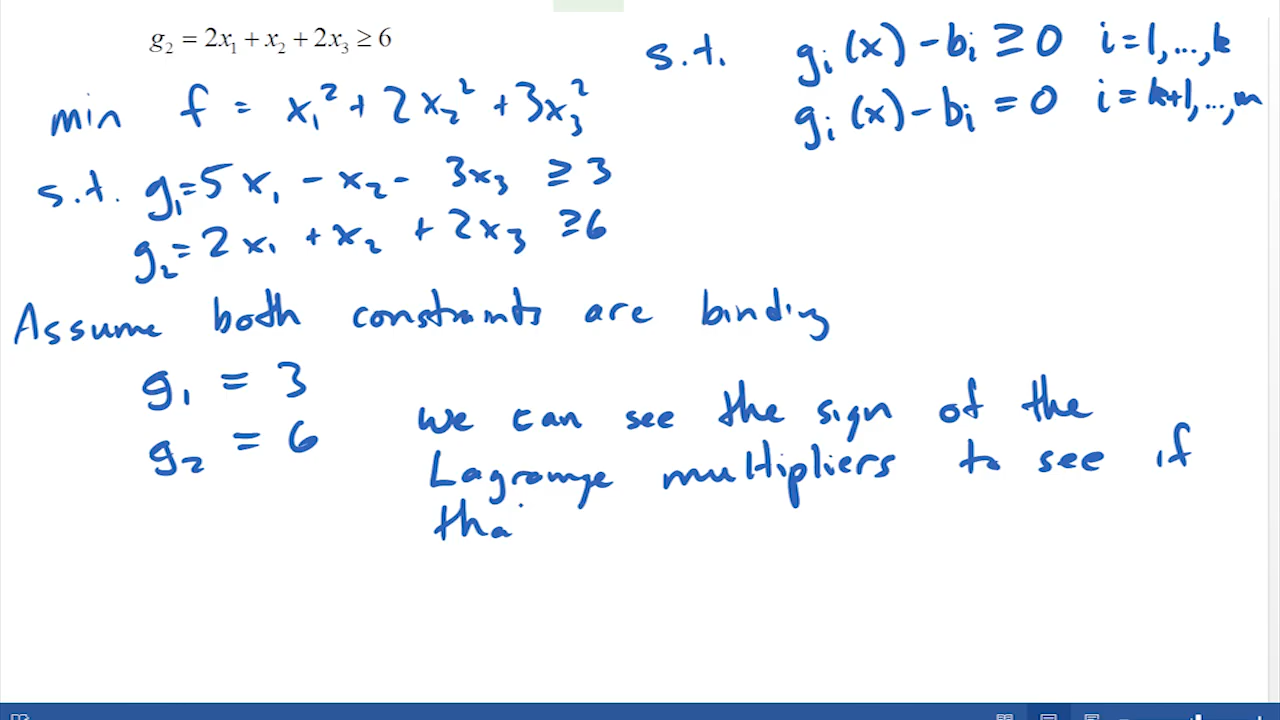 g₂ = 2x₁ + x₂ + 2x₃ ≥ 6
s.t. gᵢ(x) - bᵢ ≥ 0 i = 1, ..., k
gᵢ(x) - bᵢ = 0 i = k+1, ..., m
min f = x₁² + 2x₂² + 3x₃²
s.t. g₁ = 5x₁ - x₂ - 3x₃ ≥ 3
g₂ = 2x₁ + x₂ + 2x₃ ≥ 6
Assume both constraints are binding
g₁ = 3
g₂ = 6
We can see the sign of the
Lagrange multipliers to see if
tha